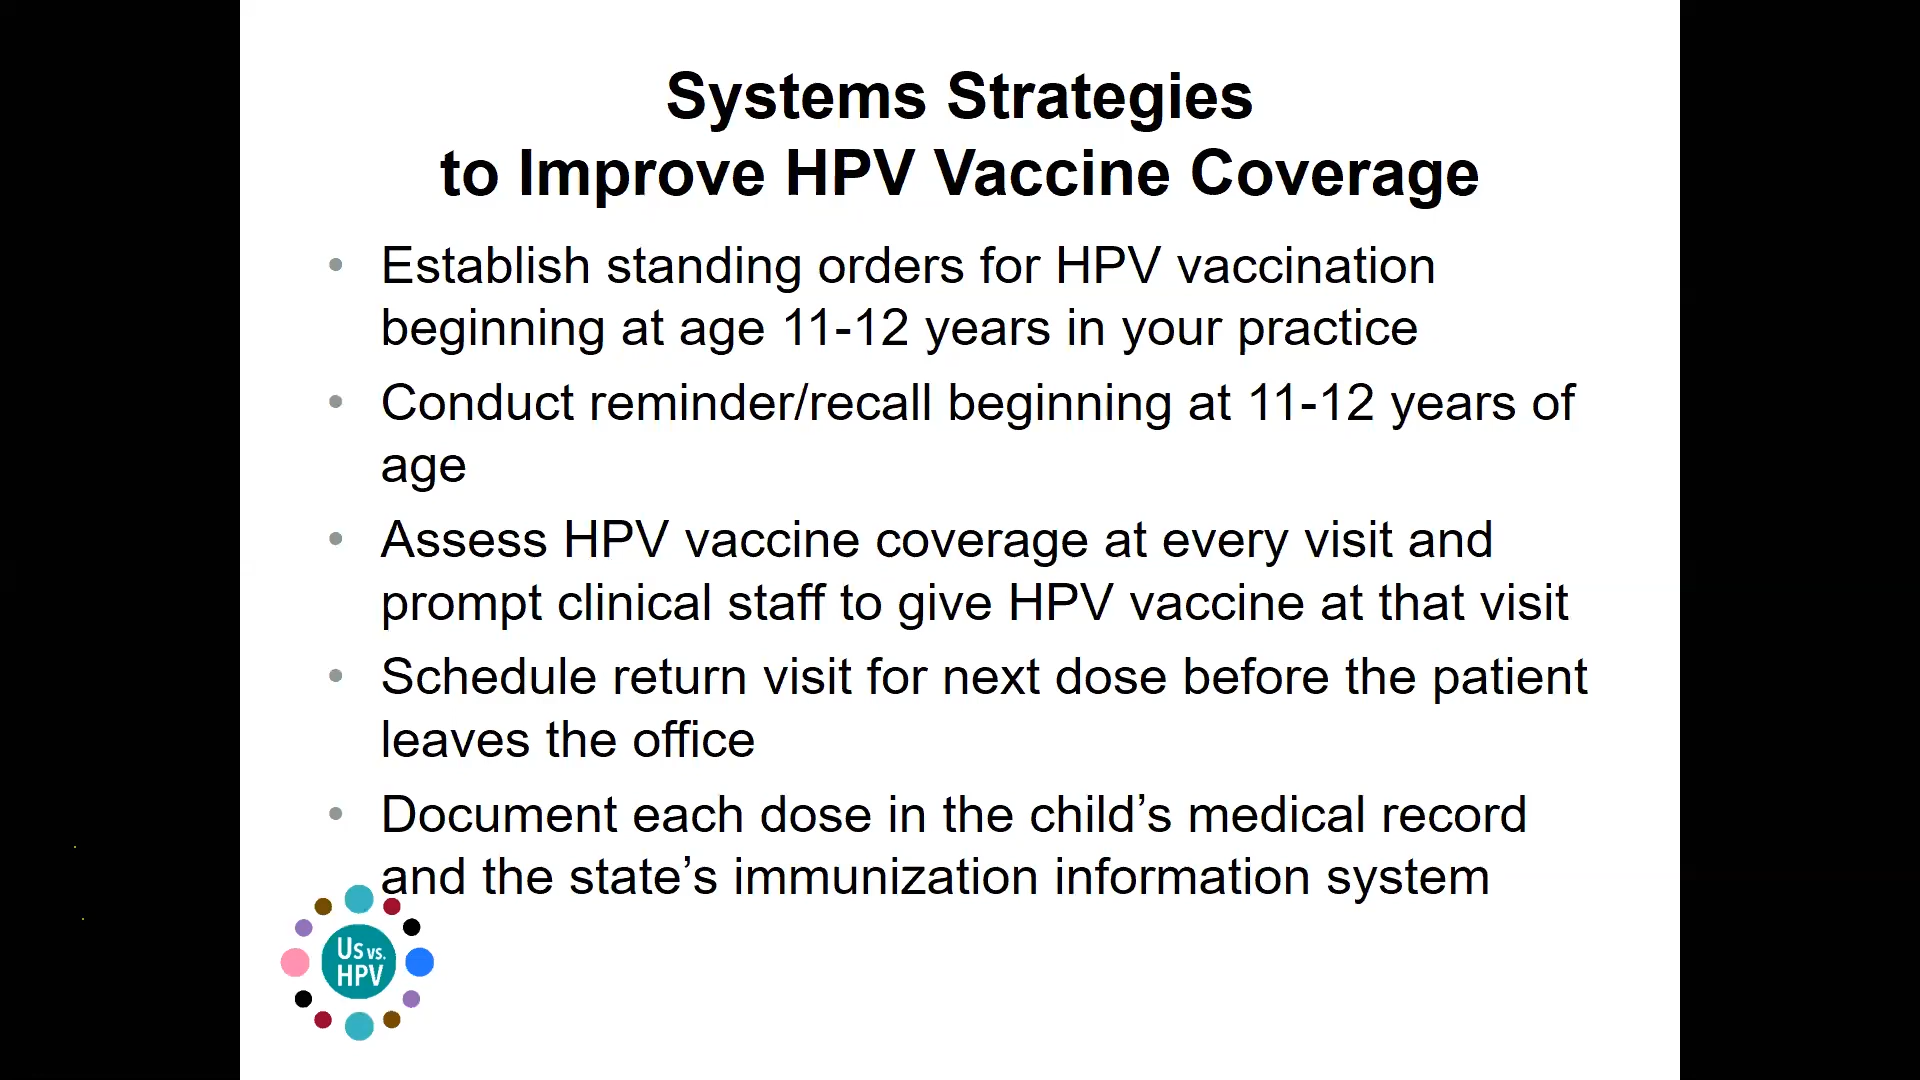 Systems Strategies
to Improve HPV Vaccine Coverage
• Establish standing orders for HPV vaccination
beginning at age 11-12 years in your practice
• Conduct reminder/recall beginning at 11-12 years of
age
• Assess HPV vaccine coverage at every visit and
prompt clinical staff to give HPV vaccine at that visit
• Schedule return visit for next dose before the patient
leaves the office
• Document each dose in the child’s medical record
and the state’s immunization information system
Us vs.
HPV